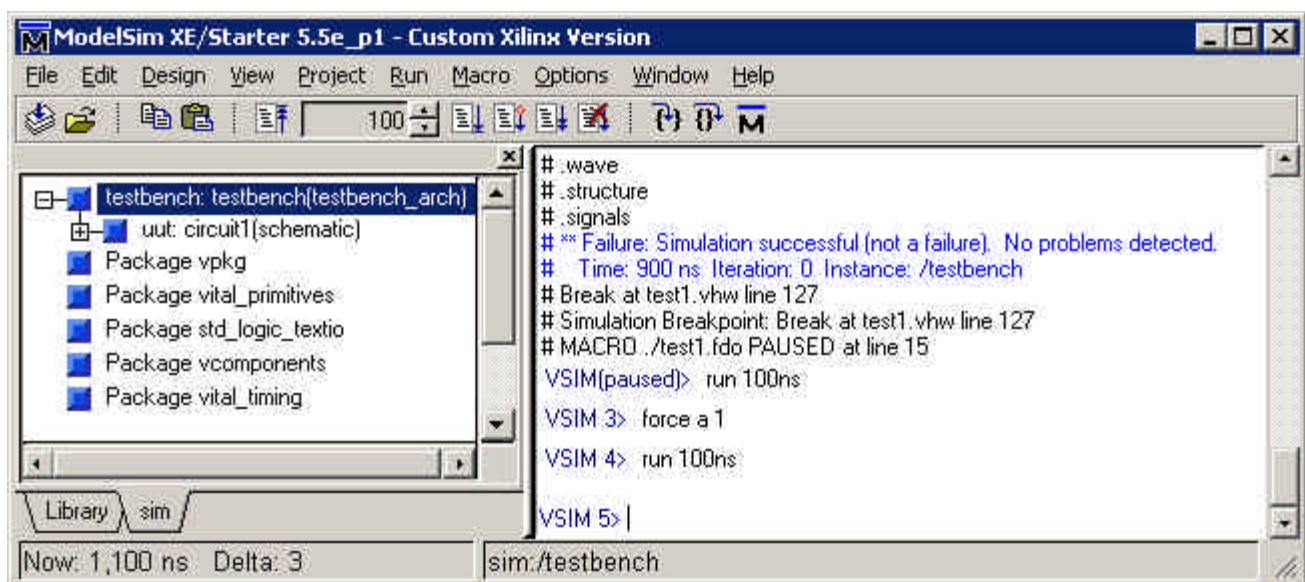 ModelSim XE/Starter 5.5e_p1 - Custom Xilinx Version
File Edit Design View Project Run Macro Options Window Help
100
testbench: testbench(testbench_arch)
uut: circuit1(schematic)
Package vpkg
Package vital_primitives
Package std_logic_textio
Package vcomponents
Package vital_timing
Library sim
# .wave
# .structure
# .signals
# ** Failure: Simulation successful (not a failure). No problems detected.
# Time: 900 ns Iteration: 0 Instance: /testbench
# Break at test1.vhw line 127
# Simulation Breakpoint: Break at test1.vhw line 127
# MACRO ./test1.fdo PAUSED at line 15
VSIM(paused)> run 100ns
VSIM 3> force a 1
VSIM 4> run 100ns
VSIM 5>
Now: 1,100 ns Delta: 3
sim:/testbench